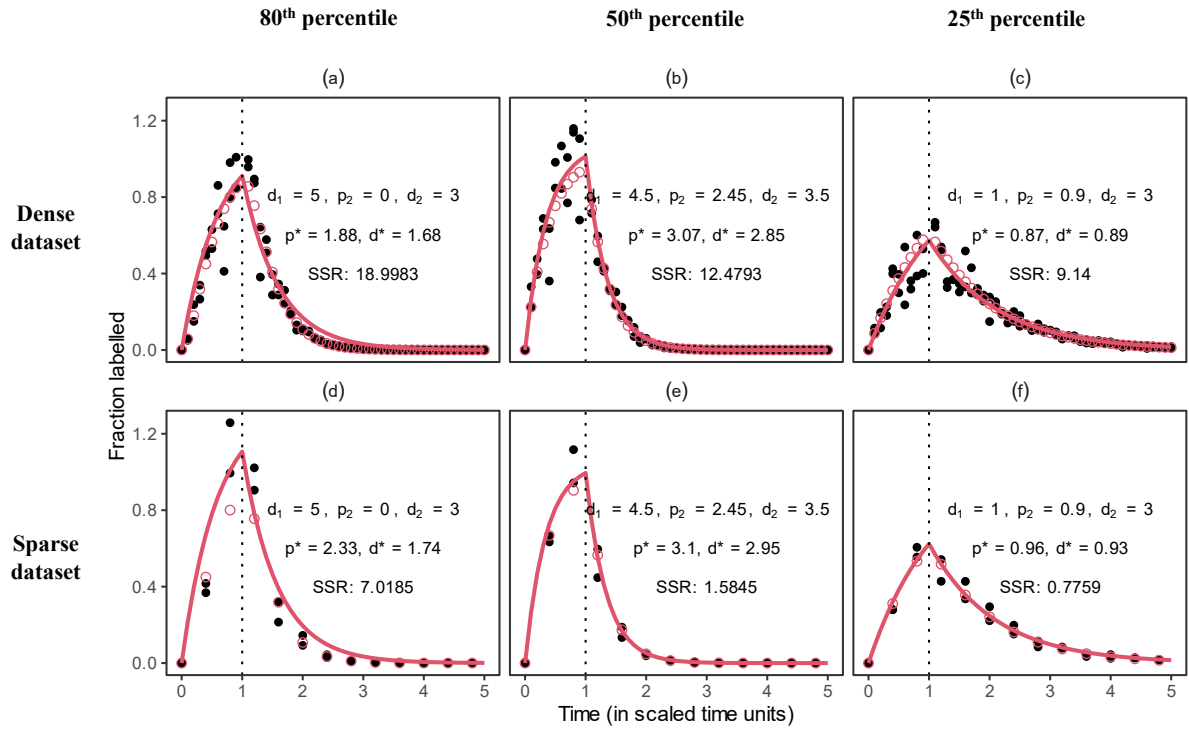 80th percentile 50th percentile 25th percentile
(a) (b) (c)
Dense dataset
Fraction labelled
1.2
0.8
0.4
0.0
d1 = 5 , p2 = 0 , d2 = 3
p* = 1.88, d* = 1.68
SSR: 18.9983
d1 = 4.5 , p2 = 2.45 , d2 = 3.5
p* = 3.07, d* = 2.85
SSR: 12.4793
d1 = 1 , p2 = 0.9 , d2 = 3
p* = 0.87, d* = 0.89
SSR: 9.14
(d) (e) (f)
Sparse dataset
1.2
0.8
0.4
0.0
d1 = 5 , p2 = 0 , d2 = 3
p* = 2.33, d* = 1.74
SSR: 7.0185
d1 = 4.5 , p2 = 2.45 , d2 = 3.5
p* = 3.1, d* = 2.95
SSR: 1.5845
d1 = 1 , p2 = 0.9 , d2 = 3
p* = 0.96, d* = 0.93
SSR: 0.7759
0 1 2 3 4 5 0 1 2 3 4 5 0 1 2 3 4 5
Time (in scaled time units)